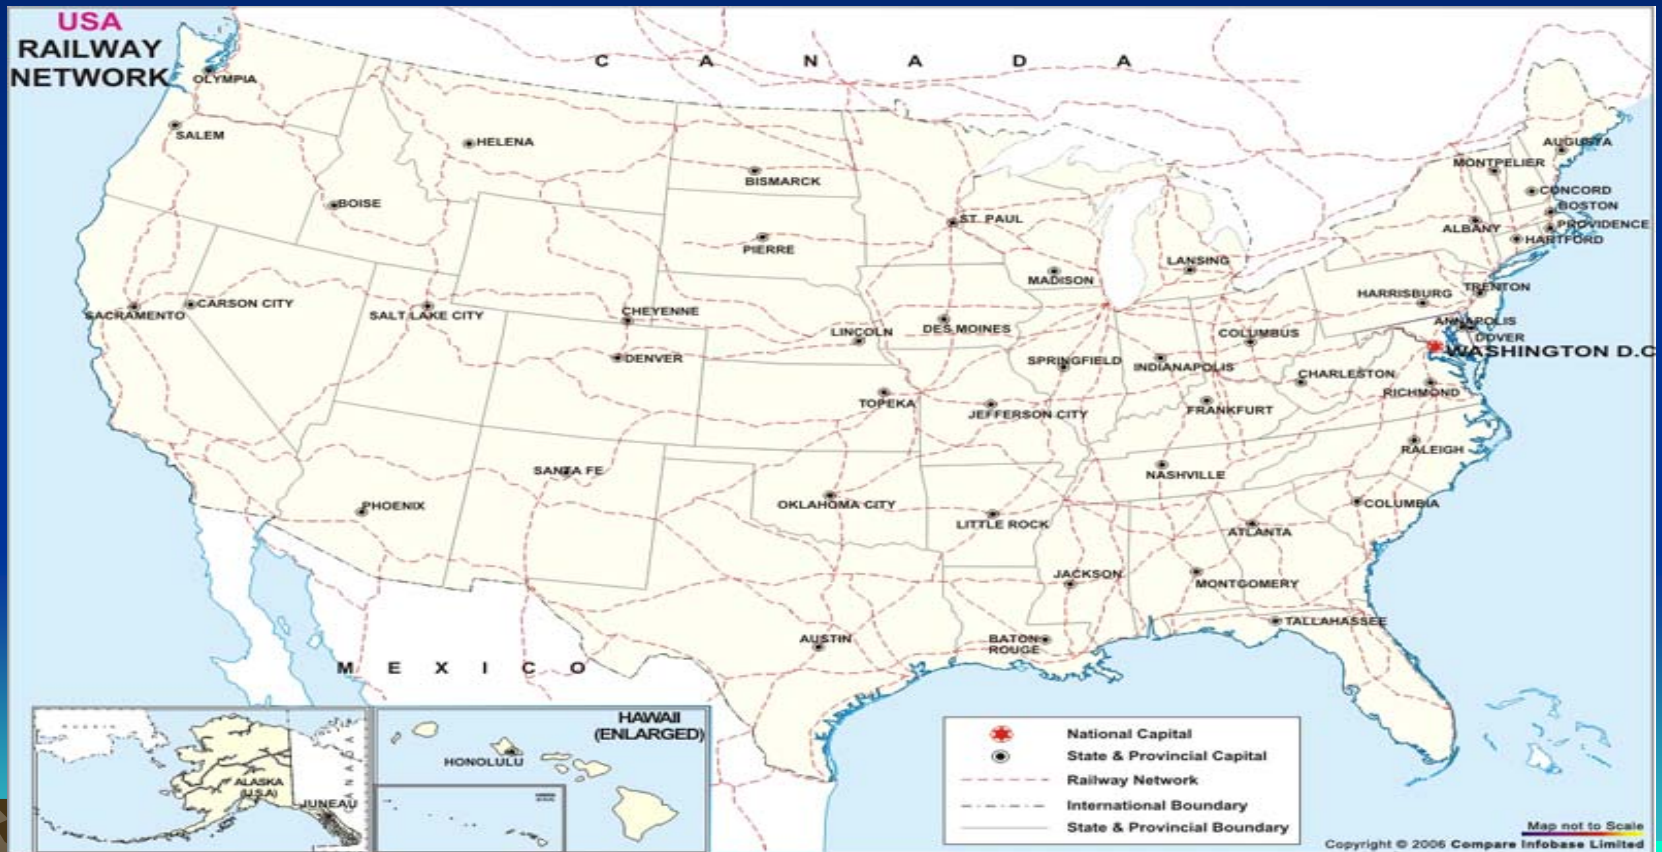 USA
RAILWAY
NETWORK
C A N A D A
OLYMPIA
SALEM
HELENA
BISMARCK
BOISE
ST. PAUL
PIERRE
MADISON
LANSING
AUGUSTA
MONTPELIER
CONCORD
BOSTON
PROVIDENCE
ALBANY
HARTFORD
HARRISBURG
TRENTON
ANNAPOLIS
DOVER
WASHINGTON D.C
SACRAMENTO
CARSON CITY
SALT LAKE CITY
CHEYENNE
DENVER
LINCOLN
DES MOINES
SPRINGFIELD
INDIANAPOLIS
COLUMBUS
CHARLESTON
RICHMOND
TOPEKA
JEFFERSON CITY
FRANKFURT
RALEIGH
SANTA FE
NASHVILLE
PHOENIX
OKLAHOMA CITY
LITTLE ROCK
COLUMBIA
ATLANTA
JACKSON
MONTGOMERY
TALLAHASSEE
AUSTIN
BATON
ROUGE
M E X I C O
ALASKA
(U.S.A)
JUNEAU
CANADA
HAWAII
(ENLARGED)
HONOLULU
National Capital
State & Provincial Capital
Railway Network
International Boundary
State & Provincial Boundary
Map not to Scale
Copyright © 2006 Compare Infobase Limited